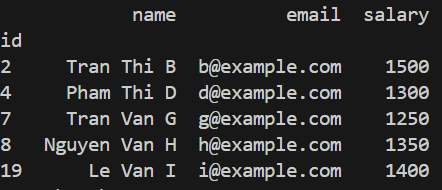 name email salary
id
2 Tran Thi B b@example.com 1500
4 Pham Thi D d@example.com 1300
7 Tran Van G g@example.com 1250
8 Nguyen Van H h@example.com 1350
19 Le Van I i@example.com 1400